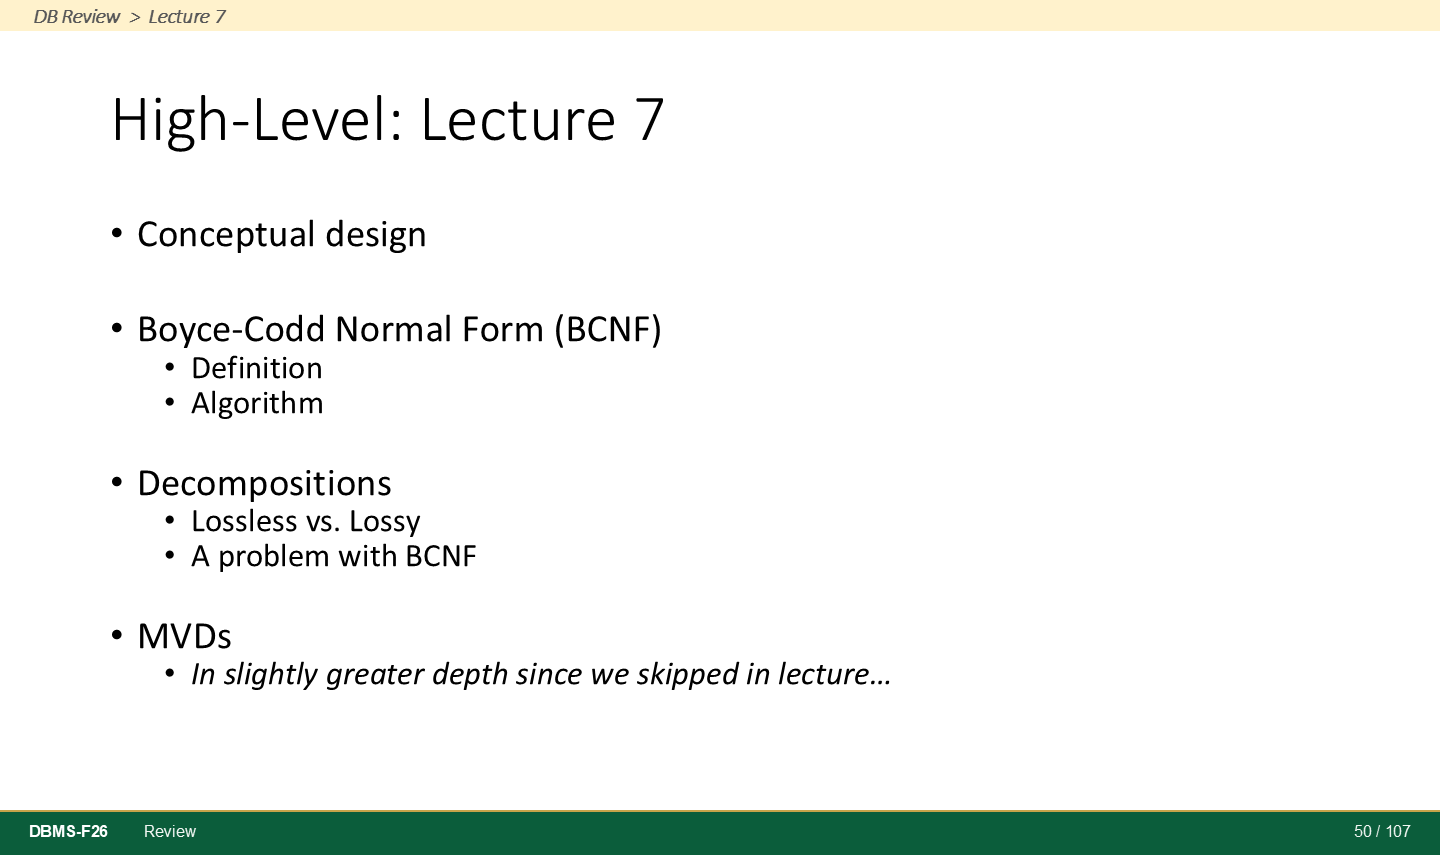 DB Review > Lecture 7
High-Level: Lecture 7
• Conceptual design
• Boyce-Codd Normal Form (BCNF)
• Definition
• Algorithm
• Decompositions
• Lossless vs. Lossy
• A problem with BCNF
• MVDs
• In slightly greater depth since we skipped in lecture…
DBMS-F26 Review 50 / 107